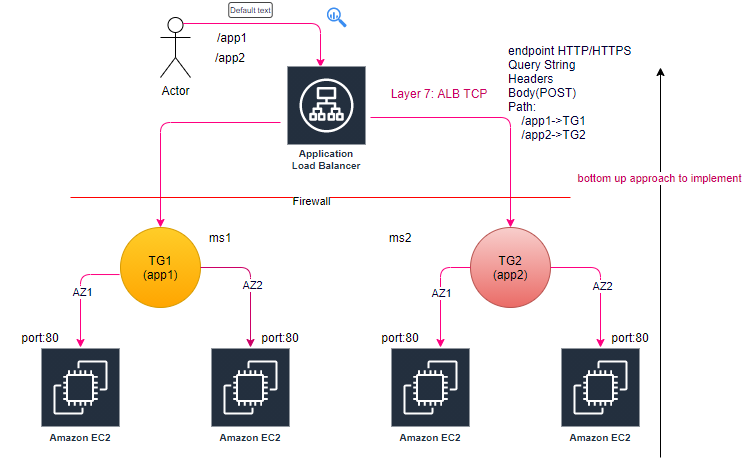 Default text
/app1
/app2
Actor
Application
Load Balancer
Layer 7: ALB TCP
endpoint HTTP/HTTPS
Query String
Headers
Body(POST)
Path:
/app1->TG1
/app2->TG2
bottom up approach to implement
Firewall
TG1
(app1)
ms1
ms2
TG2
(app2)
AZ1
AZ2
AZ1
AZ2
port:80
port:80
port:80
port:80
Amazon EC2
Amazon EC2
Amazon EC2
Amazon EC2